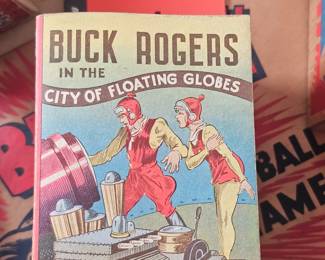 BUCK ROGERS
IN THE
CITY OF FLOATING GLOBES
BALL
GAME